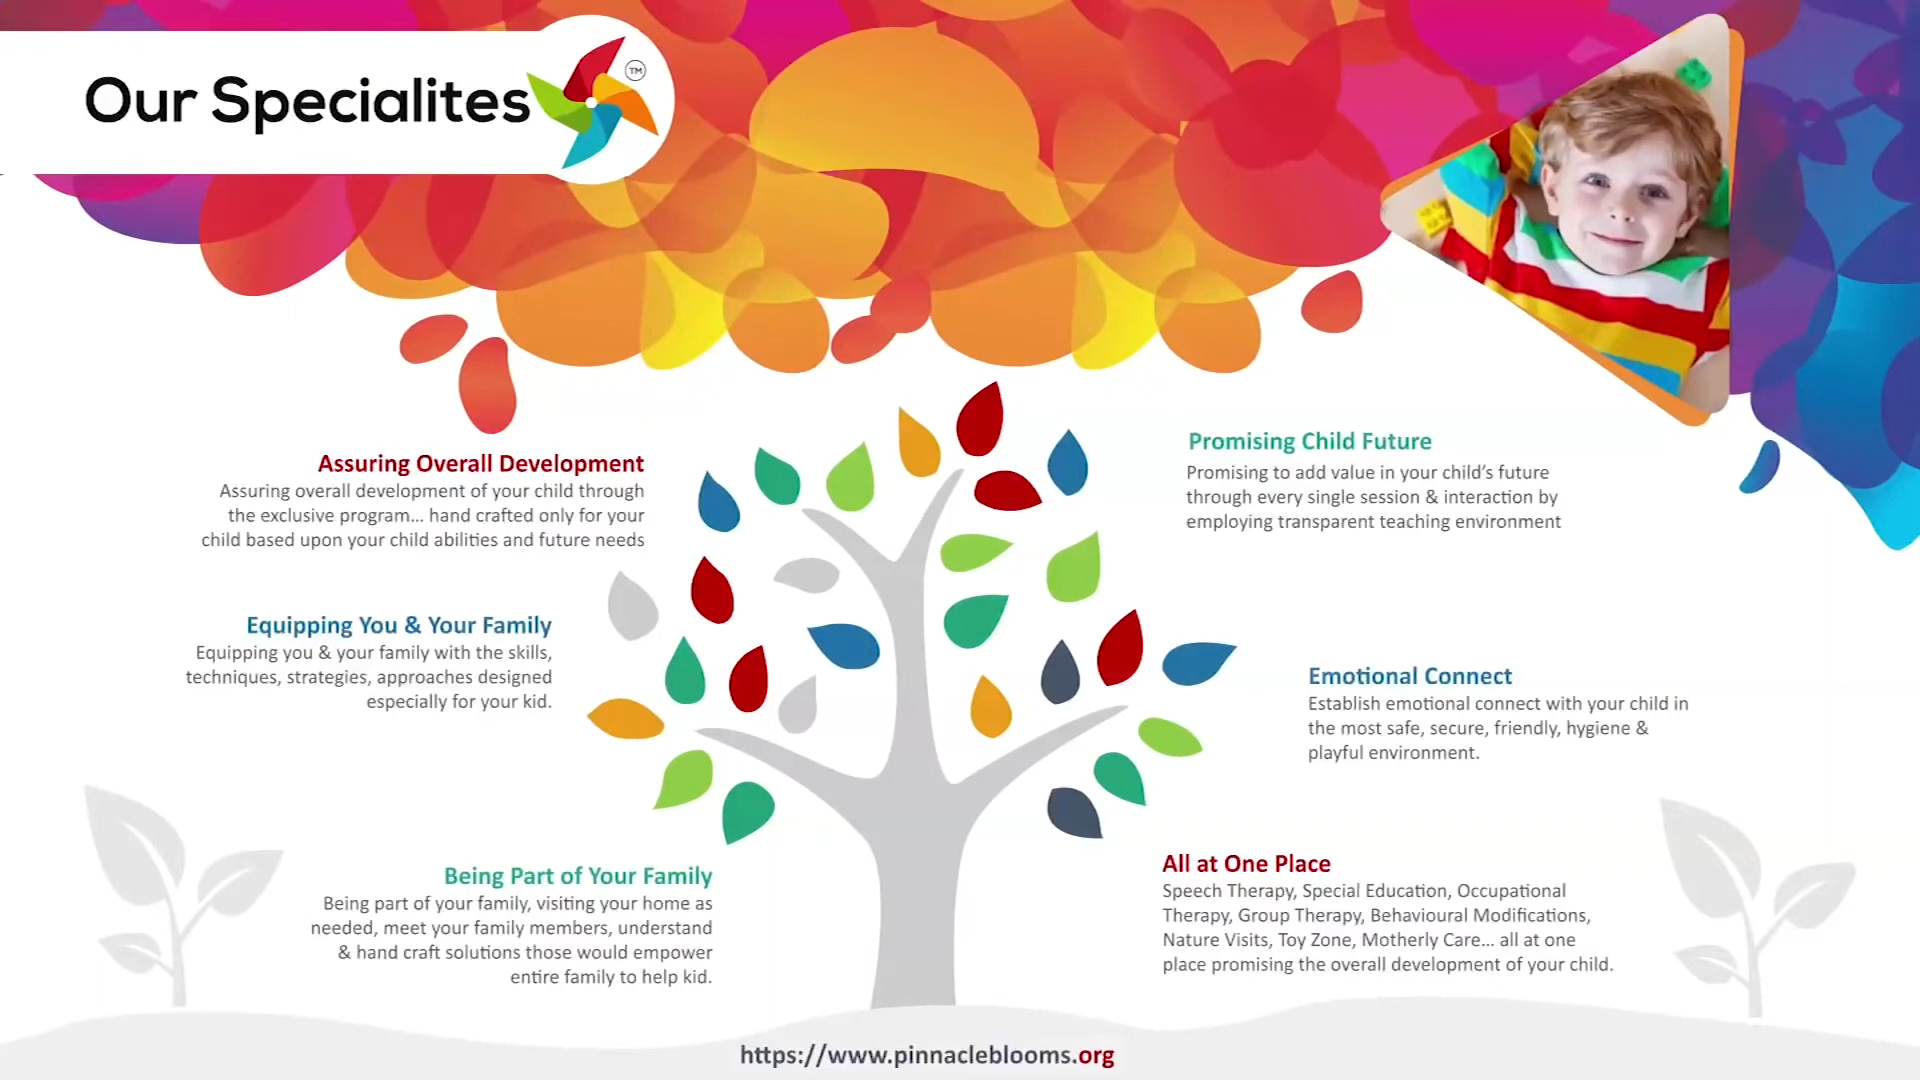 Our Specialites
TM
Assuring Overall Development
Assuring overall development of your child through
the exclusive program... hand crafted only for your
child based upon your child abilities and future needs
Equipping You & Your Family
Equipping you & your family with the skills,
techniques, strategies, approaches designed
especially for your kid.
Being Part of Your Family
Being part of your family, visiting your home as
needed, meet your family members, understand
& hand craft solutions those would empower
entire family to help kid.
Promising Child Future
Promising to add value in your child's future
through every single session & interaction by
employing transparent teaching environment
Emotional Connect
Establish emotional connect with your child in
the most safe, secure, friendly, hygiene &
playful environment.
All at One Place
Speech Therapy, Special Education, Occupational
Therapy, Group Therapy, Behavioural Modifications,
Nature Visits, Toy Zone, Motherly Care... all at one
place promising the overall development of your child.
https://www.pinnacleblooms.org